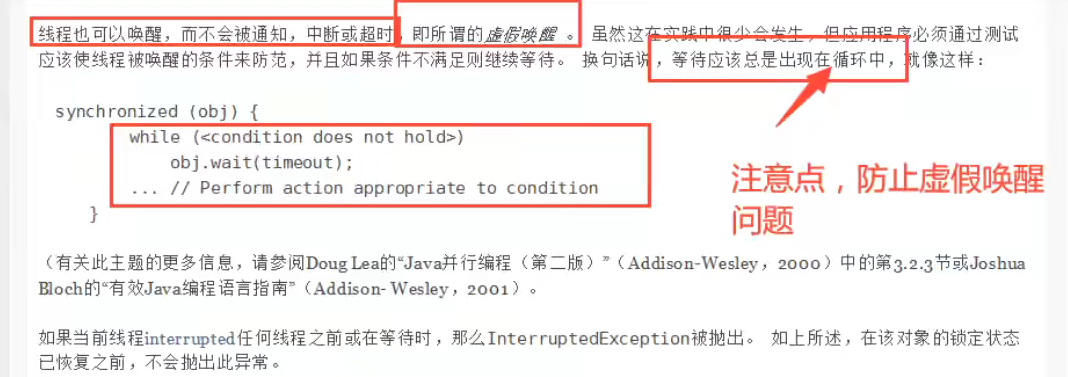 线程也可以唤醒，而不会被通知，中断或超时，即所谓的虚假唤醒 。 虽然这在实践中很少会发生，但应用程序必须通过测试
应该使线程被唤醒的条件来防范，并且如果条件不满足则继续等待。 换句话说，等待应该总是出现在循环中，就像这样：
synchronized (obj) {
while (<condition does not hold>)
obj.wait(timeout);
... // Perform action appropriate to condition
}
注意点，防止虚假唤醒
问题
（有关此主题的更多信息，请参阅Doug Lea的“Java并行编程（第二版）”（Addison-Wesley，2000）中的第3.2.3节或Joshua
Bloch的“有效Java编程语言指南”（Addison- Wesley，2001）。
如果当前线程interrupted任何线程之前或在等待时，那么InterruptedException被抛出。 如上所述，在该对象的锁定状态
已恢复之前，不会抛出此异常。